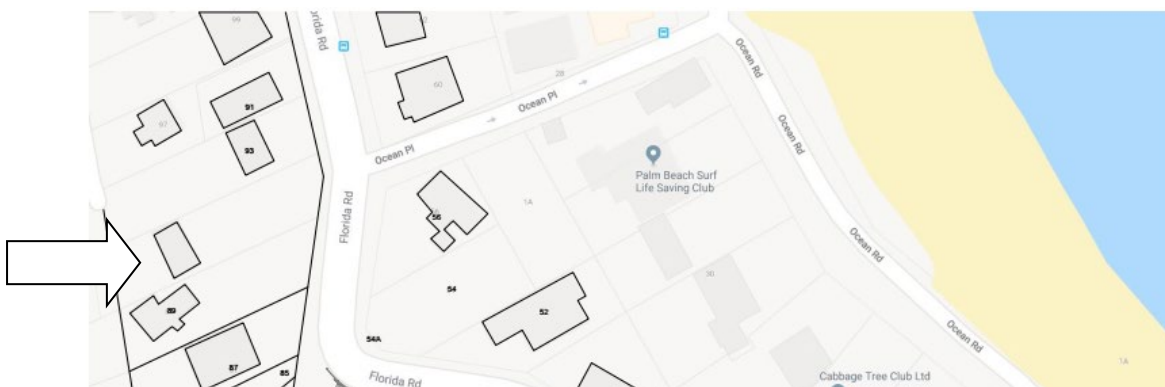 99
Florida Rd
62
60
28
Ocean Rd
91
97
Ocean Pl
93
Ocean Pl
Ocean Rd
Palm Beach Surf
Life Saving Club
Florida Rd
56
1A
Ocean Rd
30
54
89
52
54A
Ocean Rd
87
85
1A
Florida Rd
Cabbage Tree Club Ltd